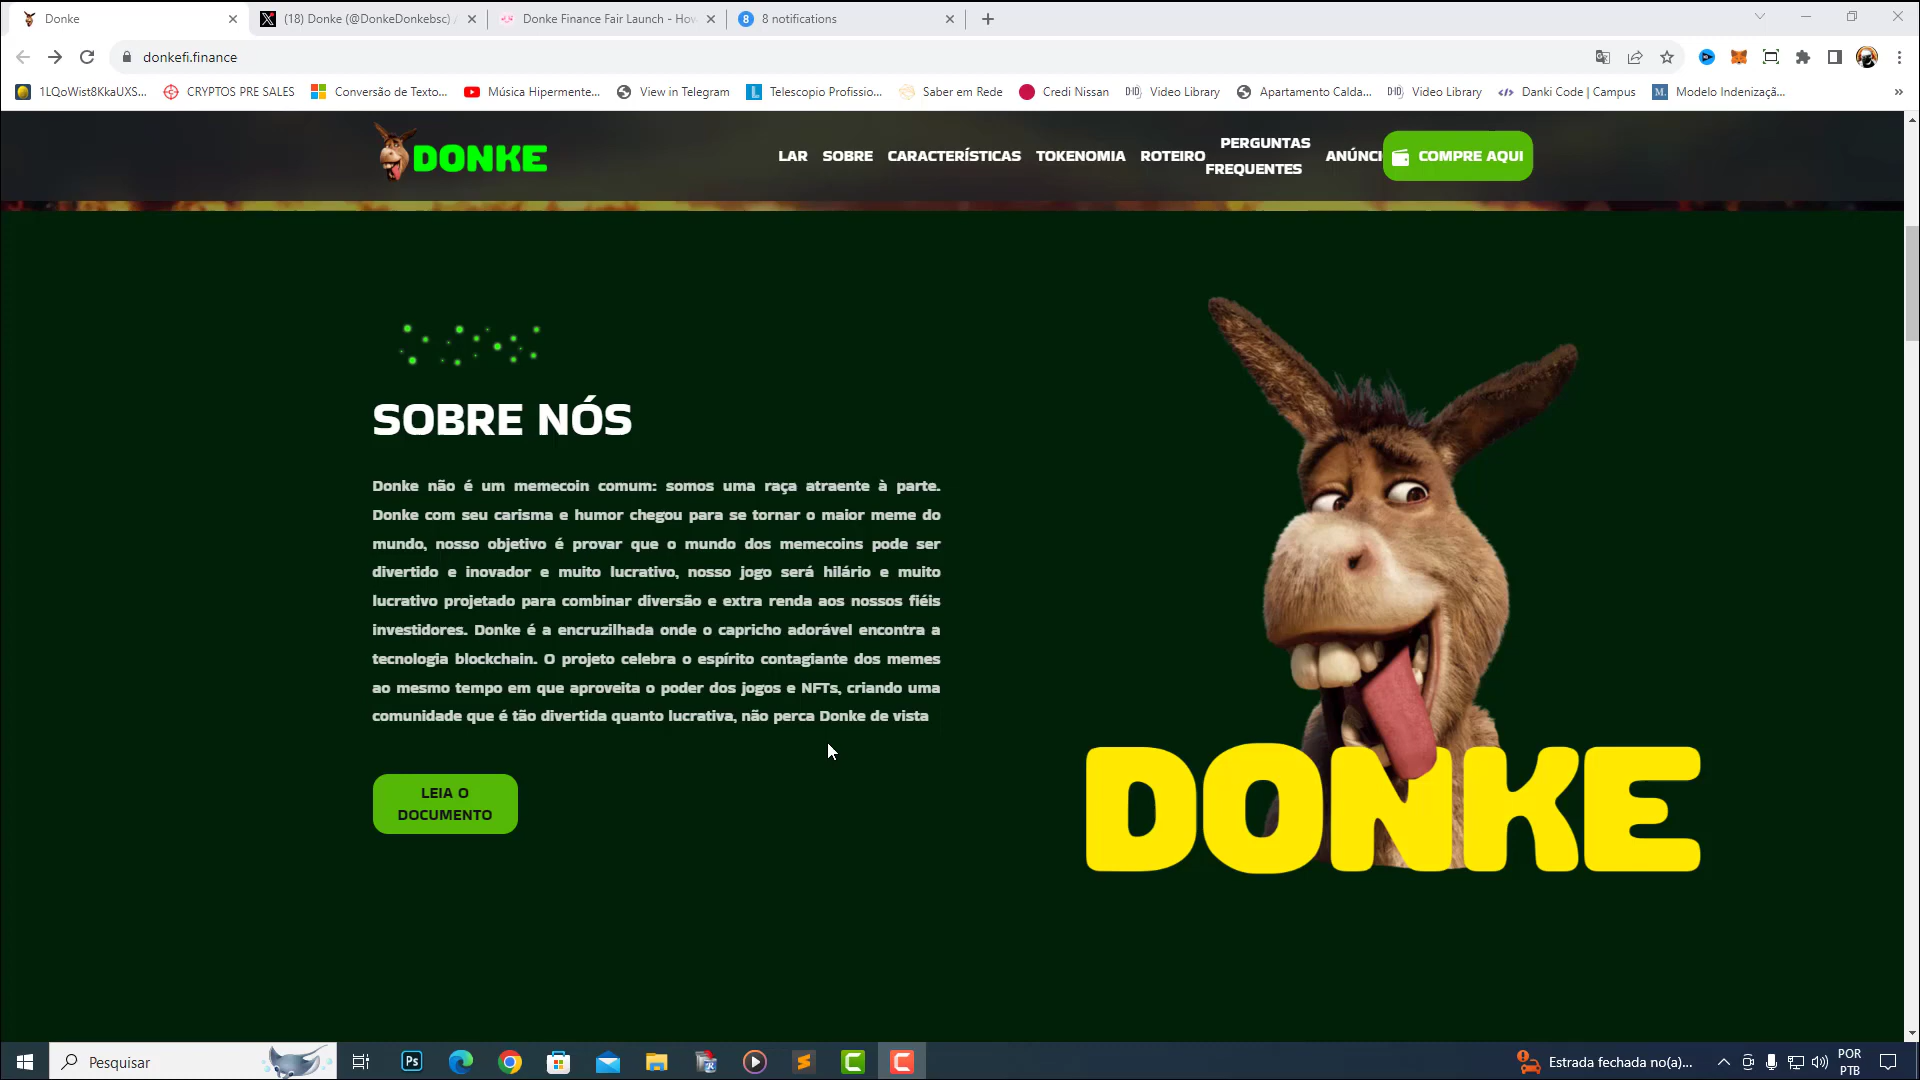 Donke
(18) Donke (@DonkeDonkebsc) /
Donke Finance Fair Launch - How
8 notifications
donkefi.finance
1LQoWist8KkaUXS...
CRYPTOS PRE SALES
Conversão de Texto...
Música Hipermente...
View in Telegram
Telescopio Profissio...
Saber em Rede
Credi Nissan
Video Library
Apartamento Calda...
Video Library
Danki Code | Campus
Modelo Indenizaçã...
DONKE
LAR
SOBRE
CARACTERÍSTICAS
TOKENOMIA
ROTEIRO
PERGUNTAS
FREQUENTES
ANÚNCI
COMPRE AQUI
SOBRE NÓS
Donke não é um memecoin comum: somos uma raça atraente à parte.
Donke com seu carisma e humor chegou para se tornar o maior meme do
mundo, nosso objetivo é provar que o mundo dos memecoins pode ser
divertido e inovador e muito lucrativo, nosso jogo será hilário e muito
lucrativo projetado para combinar diversão e extra renda aos nossos fiéis
investidores. Donke é a encruzilhada onde o capricho adorável encontra a
tecnologia blockchain. O projeto celebra o espírito contagiante dos memes
ao mesmo tempo em que aproveita o poder dos jogos e NFTs, criando uma
comunidade que é tão divertida quanto lucrativa, não perca Donke de vista
LEIA O
DOCUMENTO
DONKE
Pesquisar
Ps
Estrada fechada no(a)...
POR
PTB